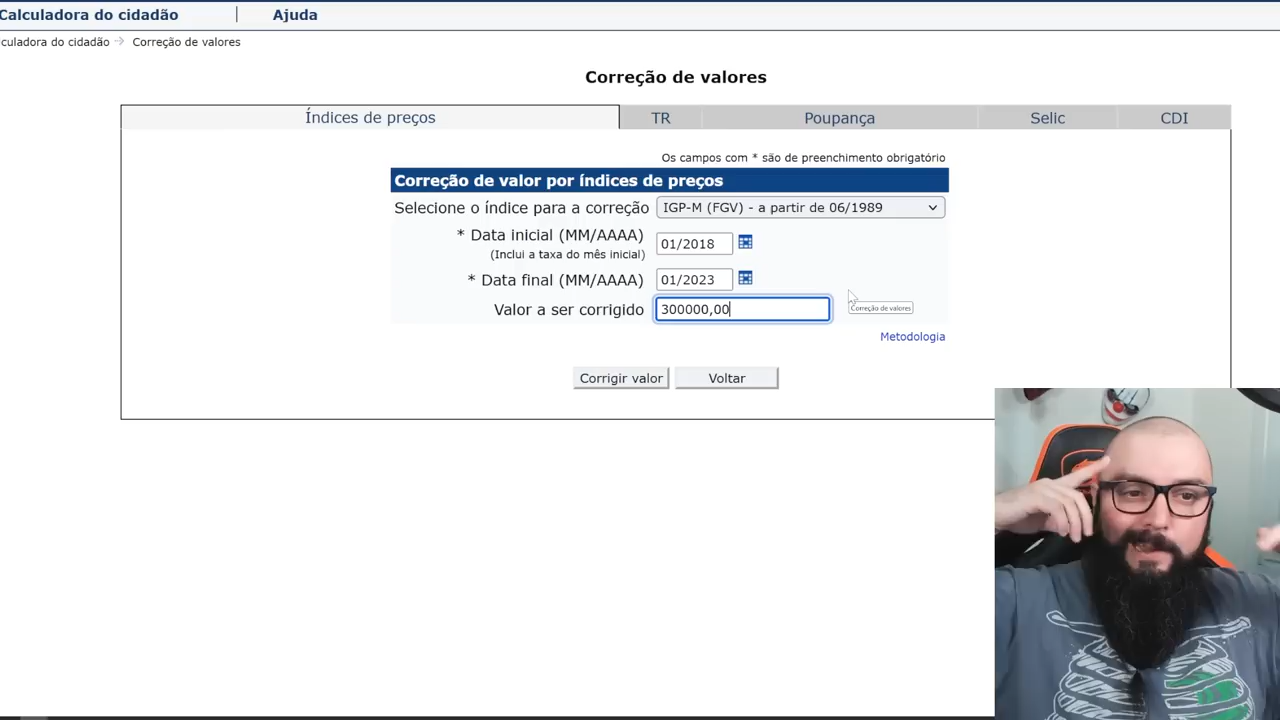 Calculadora do cidadão | Ajuda
culadora do cidadão Correção de valores
Correção de valores
Índices de preços TR Poupança Selic CDI
Os campos com * são de preenchimento obrigatório
Correção de valor por índices de preços
Selecione o índice para a correção IGP-M (FGV) - a partir de 06/1989
* Data inicial (MM/AAAA) 01/2018
(Inclui a taxa do mês inicial)
* Data final (MM/AAAA) 01/2023
Valor a ser corrigido 300000,00
Correção de valores
Metodologia
Corrigir valor Voltar